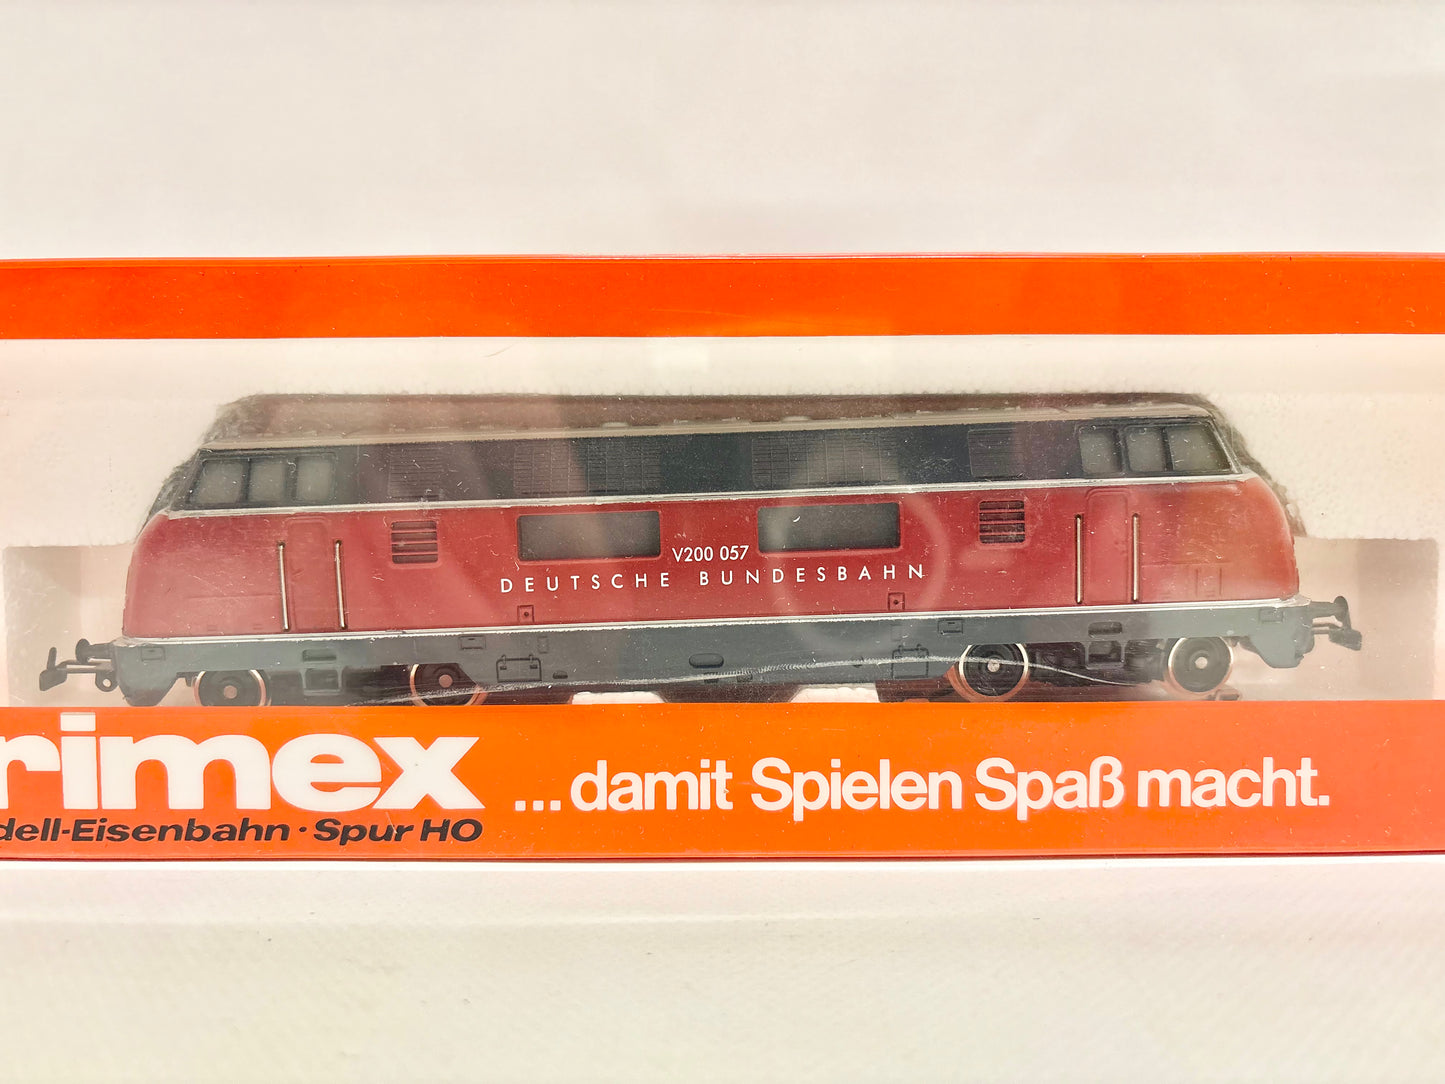 V200 057
DEUTSCHE BUNDESBAHN
rimex
...damit Spielen Spaß macht.
dell-Eisenbahn · Spur HO